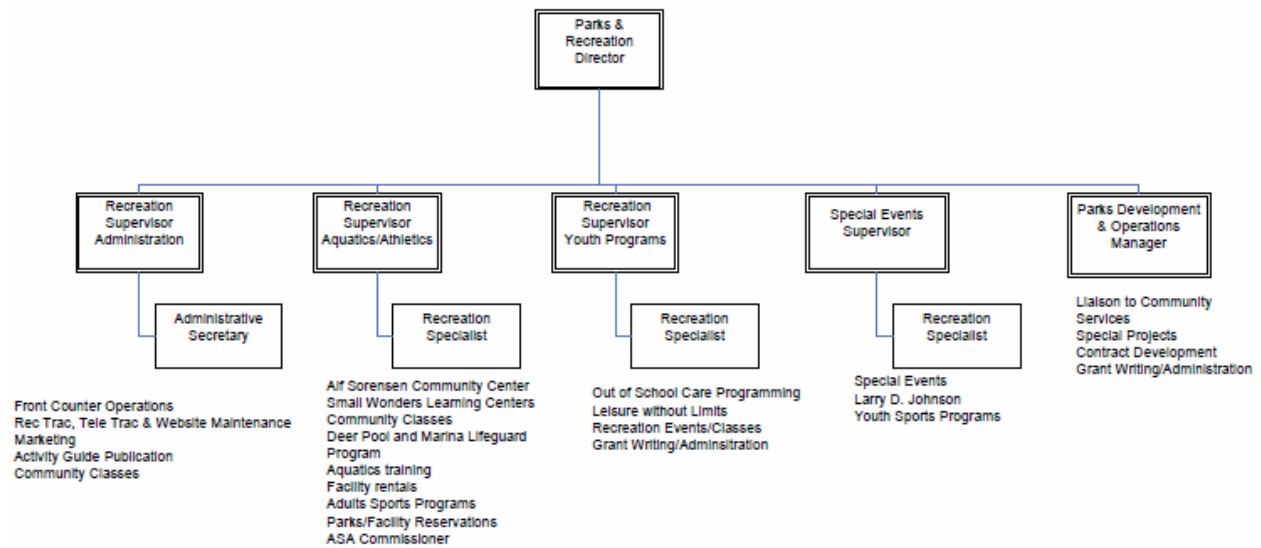 Parks &
Recreation
Director
Recreation
Supervisor
Administration
Recreation
Supervisor
Aquatics/Athletics
Recreation
Supervisor
Youth Programs
Special Events
Supervisor
Parks Development
& Operations
Manager
Administrative
Secretary
Recreation
Specialist
Recreation
Specialist
Recreation
Specialist
Front Counter Operations
Rec Trac, Tele Trac & Website Maintenance
Marketing
Activity Guide Publication
Community Classes
Alf Sorensen Community Center
Small Wonders Learning Centers
Community Classes
Deer Pool and Marina Lifeguard
Program
Aquatics training
Facility rentals
Adults Sports Programs
Parks/Facility Reservations
ASA Commissioner
Out of School Care Programming
Leisure without Limits
Recreation Events/Classes
Grant Writing/Adminsitration
Special Events
Larry D. Johnson
Youth Sports Programs
Liaison to Community
Services
Special Projects
Contract Development
Grant Writing/Administration